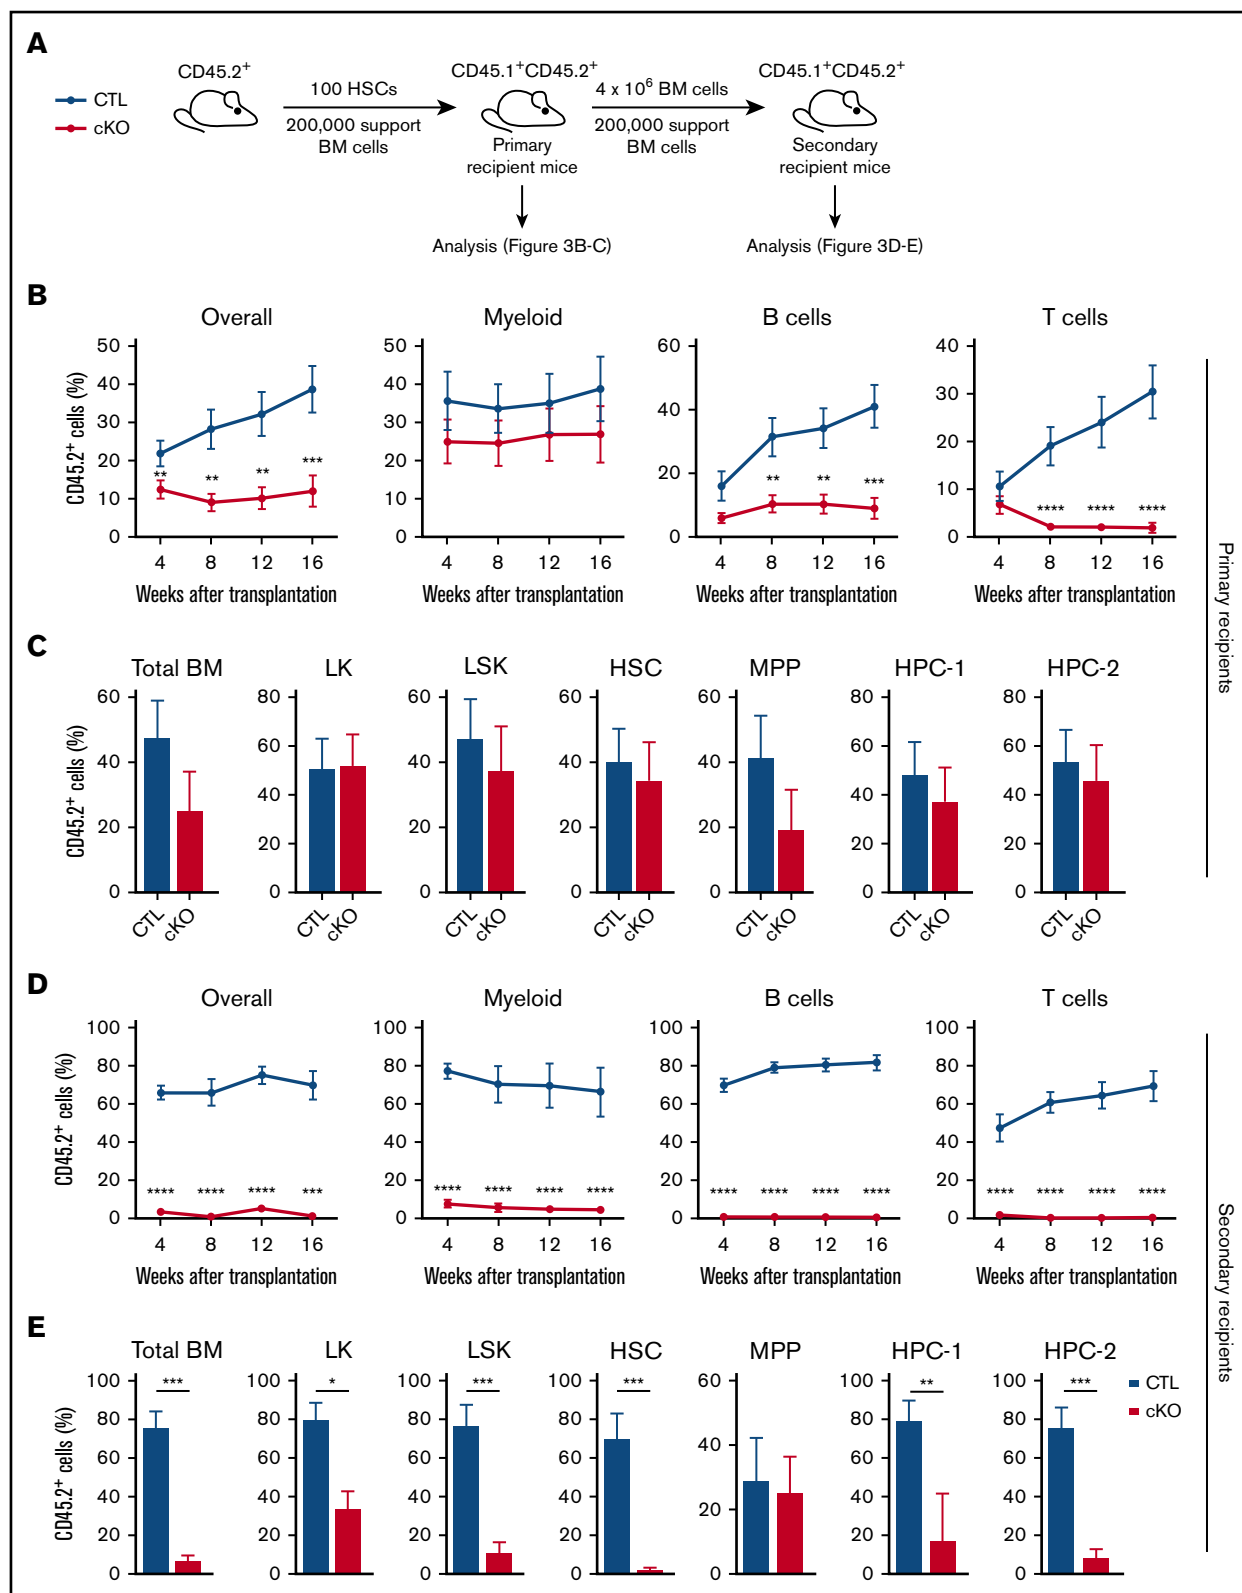 A
CTL
cKO
CD45.2⁺
100 HSCs
200,000 support
BM cells
CD45.1⁺CD45.2⁺
Primary
recipient mice
4 x 10⁶ BM cells
200,000 support
BM cells
CD45.1⁺CD45.2⁺
Secondary
recipient mice
Analysis (Figure 3B-C)
Analysis (Figure 3D-E)
B
Overall
CD45.2⁺ cells (%)
50
40
30
20
10
0
** ** ** ***
4 8 12 16
Weeks after transplantation
Myeloid
50
40
30
20
10
0
4 8 12 16
Weeks after transplantation
B cells
60
40
20
0
** ** ***
4 8 12 16
Weeks after transplantation
T cells
40
30
20
10
0
**** **** ****
4 8 12 16
Weeks after transplantation
Primary recipients
C
Total BM
CD45.2⁺ cells (%)
60
40
20
0
CTL
cKO
LK
80
60
40
20
0
CTL
cKO
LSK
60
40
20
0
CTL
cKO
HSC
60
40
20
0
CTL
cKO
MPP
60
40
20
0
CTL
cKO
HPC-1
80
60
40
20
0
CTL
cKO
HPC-2
80
60
40
20
0
CTL
cKO
D
Overall
CD45.2⁺ cells (%)
100
80
60
40
20
0
**** **** **** ***
4 8 12 16
Weeks after transplantation
Myeloid
100
80
60
40
20
0
**** **** **** ****
4 8 12 16
Weeks after transplantation
B cells
100
80
60
40
20
0
**** **** **** ****
4 8 12 16
Weeks after transplantation
T cells
100
80
60
40
20
0
**** **** **** ****
4 8 12 16
Weeks after transplantation
Secondary recipients
E
Total BM
CD45.2⁺ cells (%)
100
80
60
40
20
0
***
LK
100
80
60
40
20
0
*
LSK
100
80
60
40
20
0
***
HSC
100
80
60
40
20
0
***
MPP
60
40
20
0
HPC-1
100
80
60
40
20
0
**
HPC-2
100
80
60
40
20
0
***
CTL
cKO